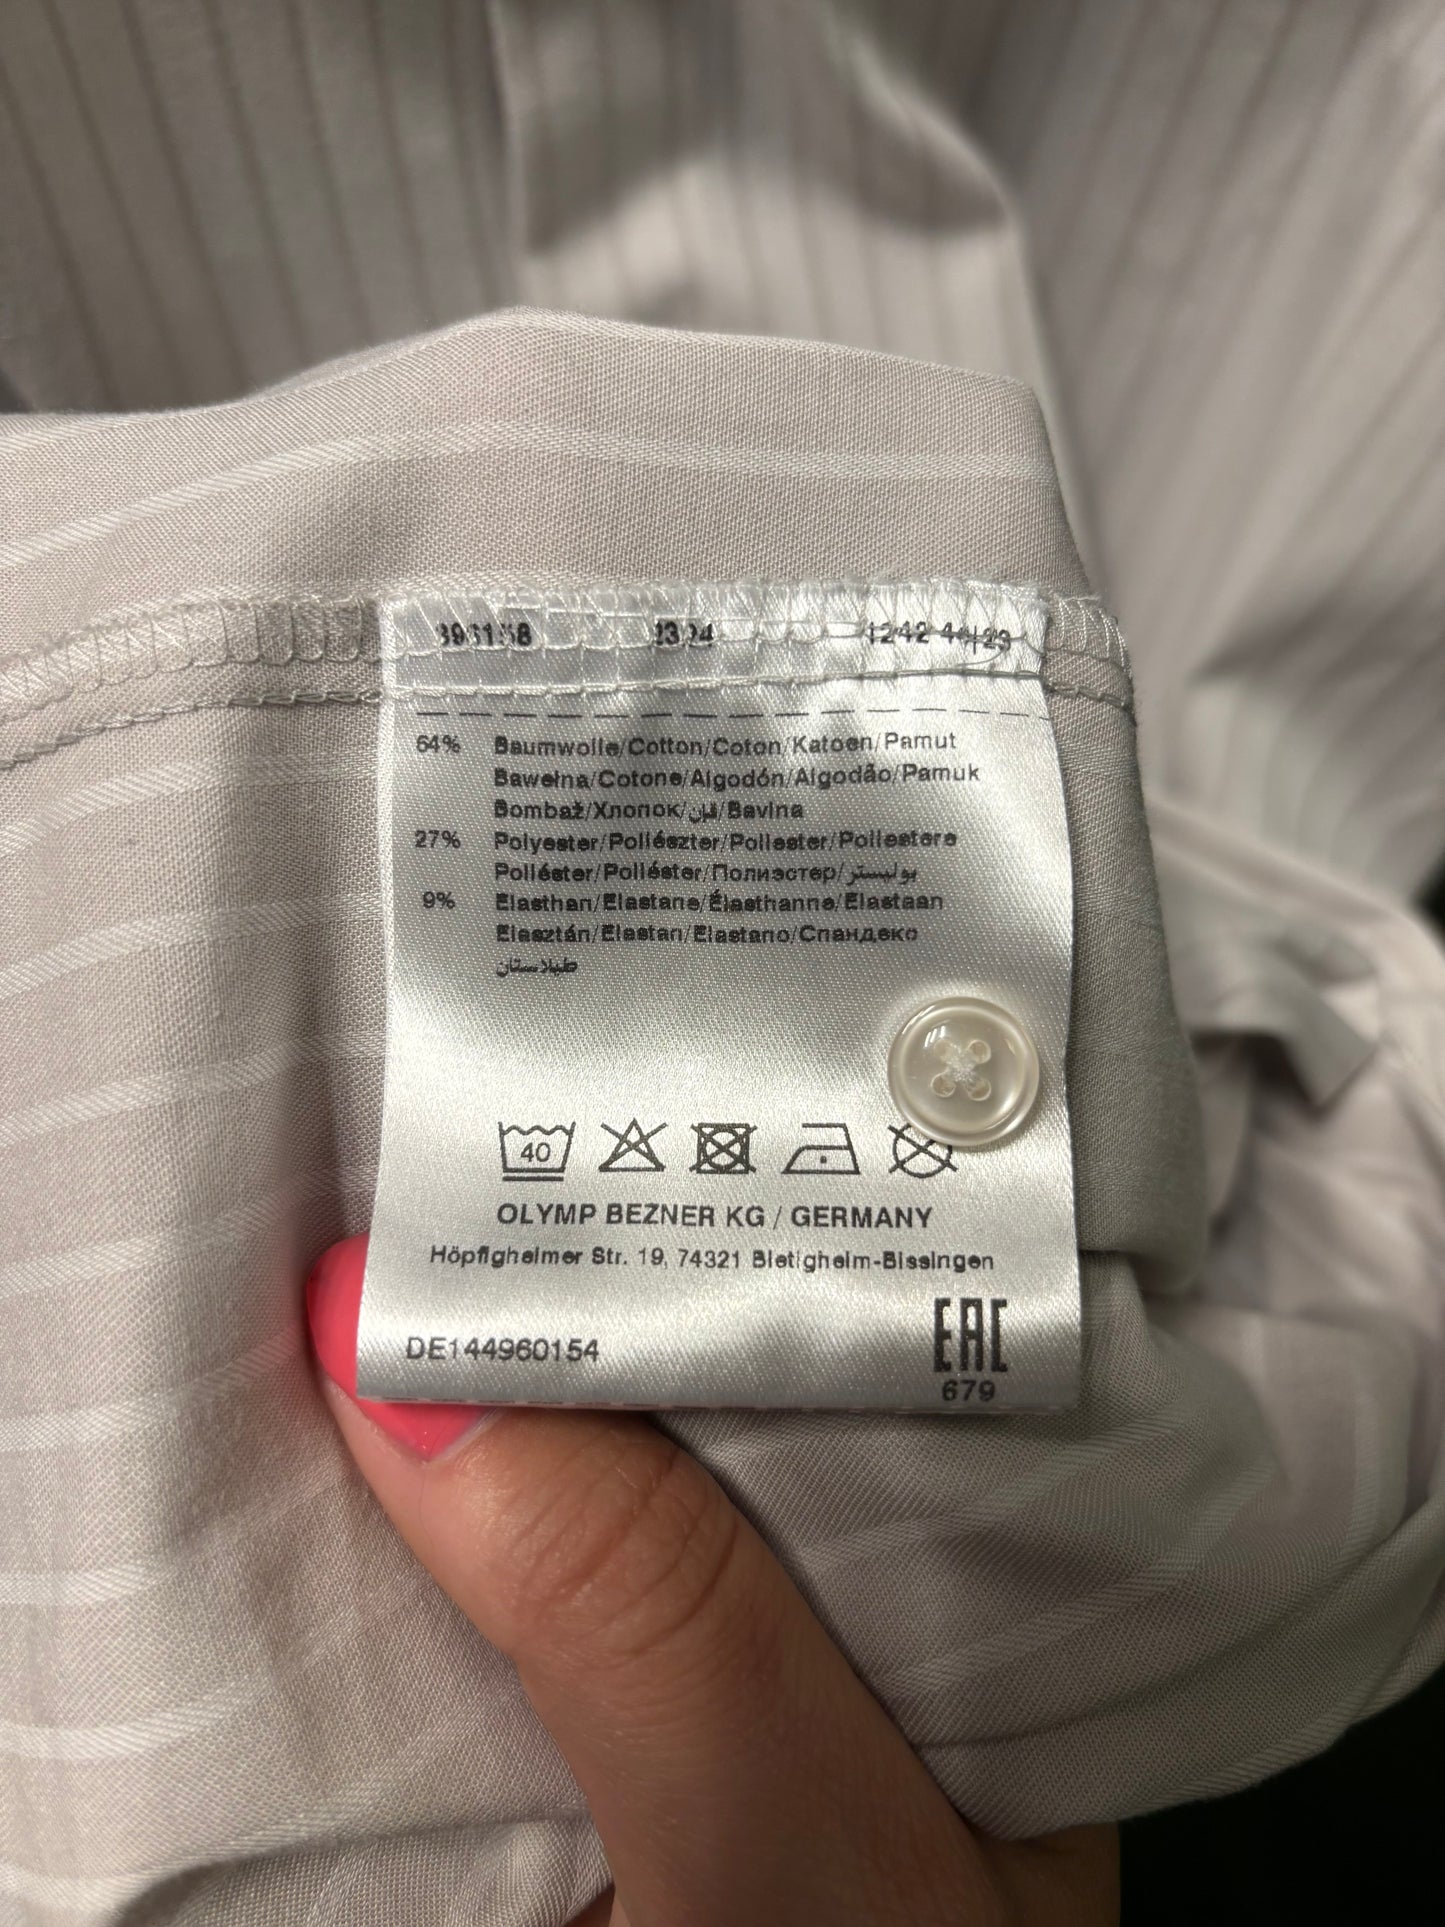 54% Baumwolle/Cotton/Coton/Katoen/Pamut
Bawełna/Cotone/Algodón/Algodão/Pamuk
Bombaž/Хлопок/قطن/Bavlna
27% Polyester/Poliészter/Poliester/Poliestere
Poliéster/Poliéster/Полиэстер/بوليستر
9% Elasthan/Elastane/Élasthanne/Elastaan
Elasztán/Elastan/Elastano/Спандекс
40
OLYMP BEZNER KG / GERMANY
Höpfigheimer Str. 19, 74321 Bietigheim-Bissingen
DE144960154
EAC
679